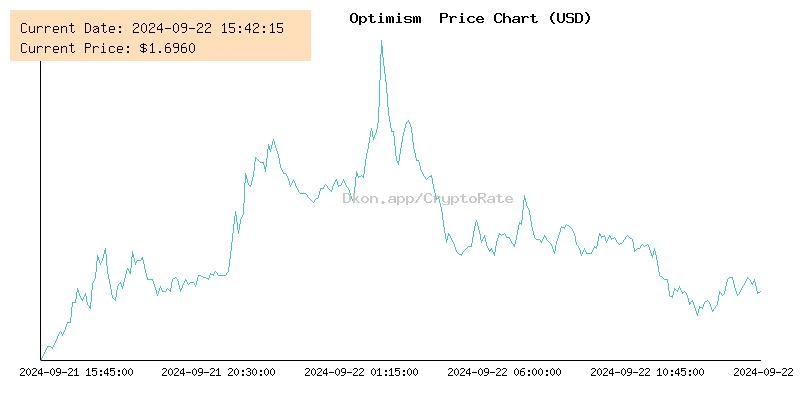 Optimism  Price Chart (USD)
Current Date: 2024-09-22 15:42:15
Current Price: $1.6960
Dkon.app/CryptoRate
2024-09-21 15:45:00 2024-09-21 20:30:00 2024-09-22 01:15:00 2024-09-22 06:00:00 2024-09-22 10:45:00 2024-09-22